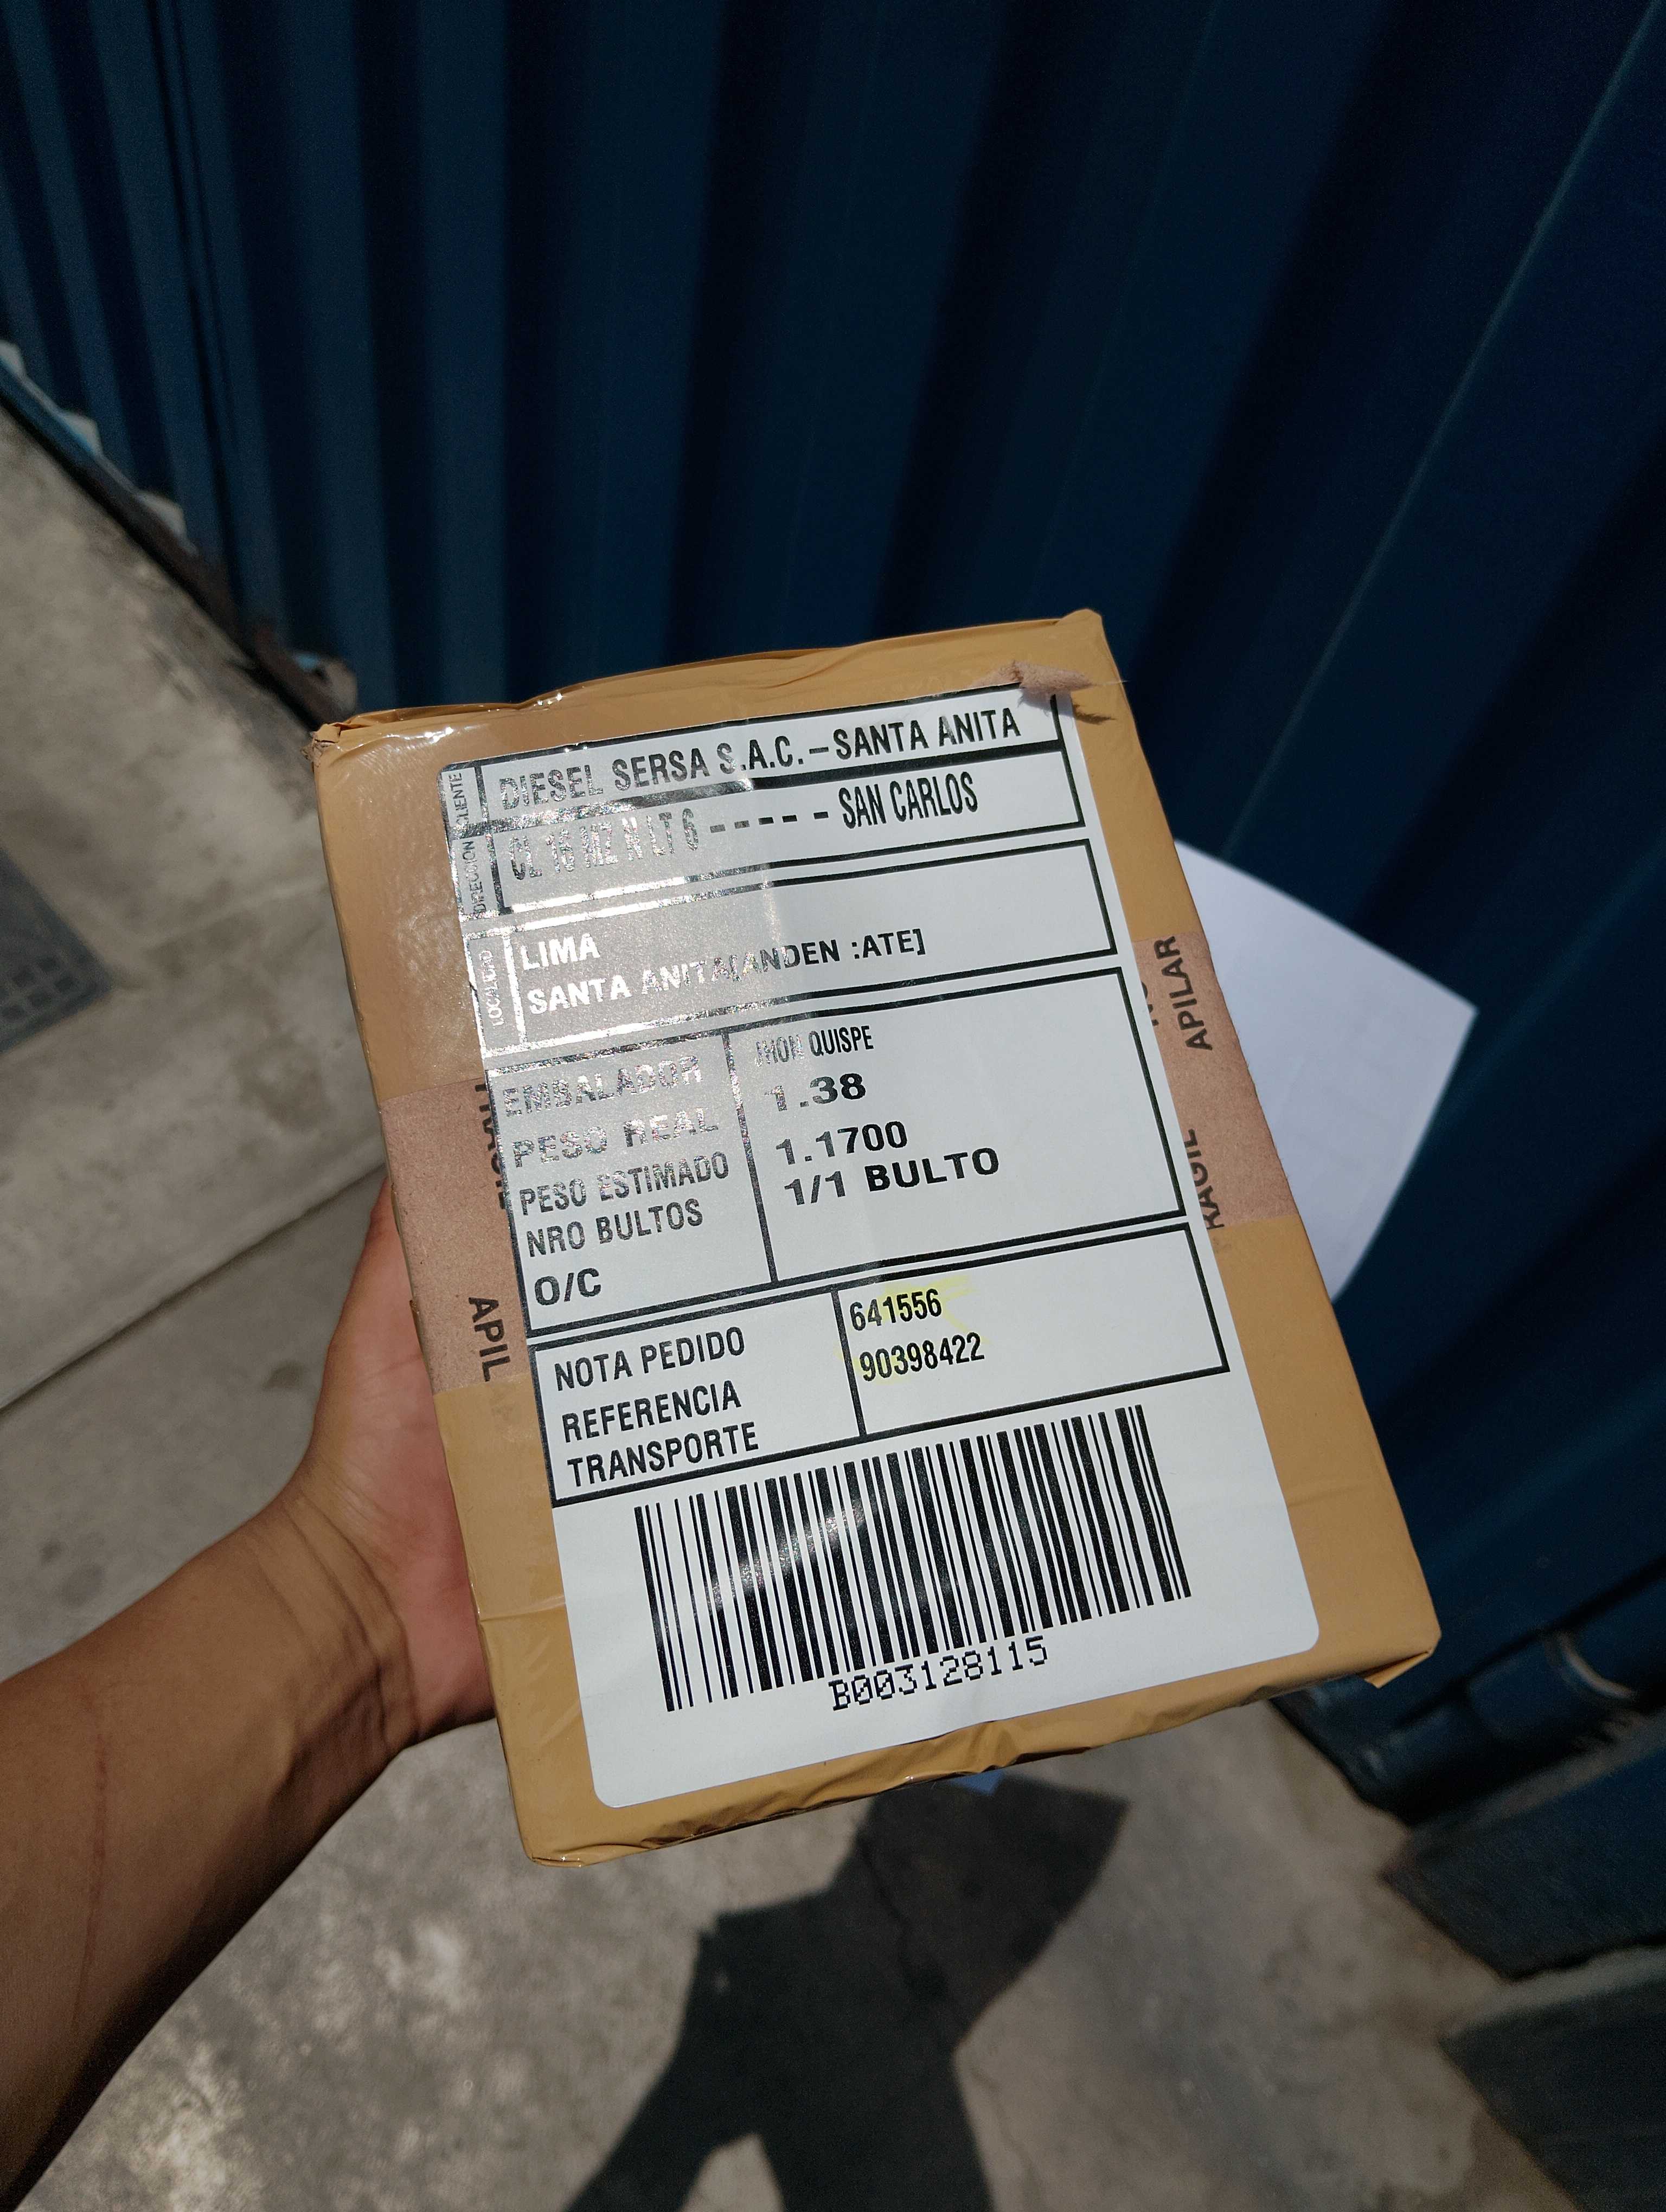 CLIENTE
DIESEL SERSA S.A.C.-SANTA ANITA
DIRECCION
CL 16 MZ N LT 6 ----- SAN CARLOS
LOCALIDAD
LIMA
SANTA ANITA[ANDEN :ATE]
EMBALADOR JHON QUISPE
PESO REAL 1.38
PESO ESTIMADO 1.1700
NRO BULTOS 1/1 BULTO
O/C
NOTA PEDIDO 641556
REFERENCIA 90398422
TRANSPORTE
B003128115
APILAR
APIL